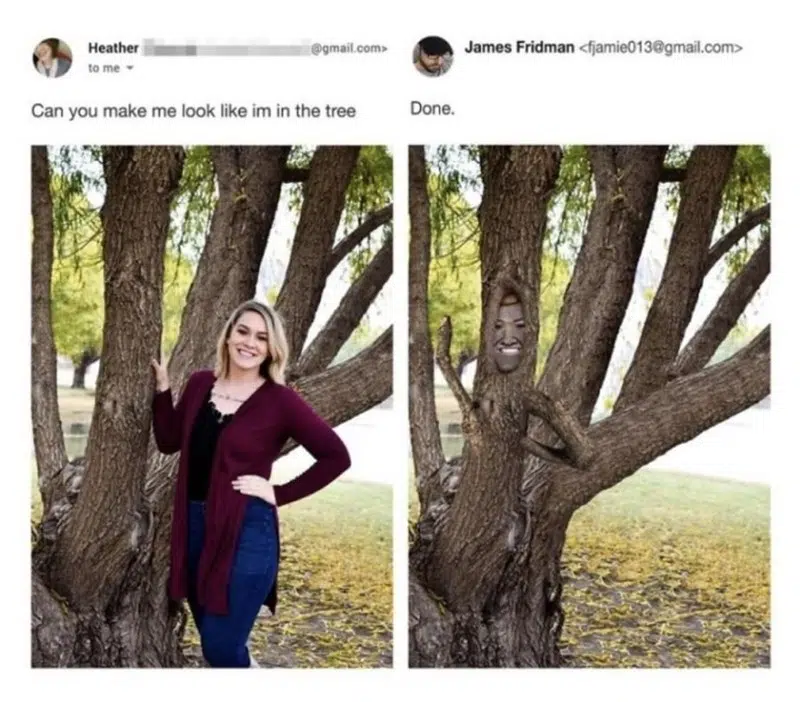 Heather @gmail.com>
to me
Can you make me look like im in the tree
James Fridman <fjamie013@gmail.com>
Done.